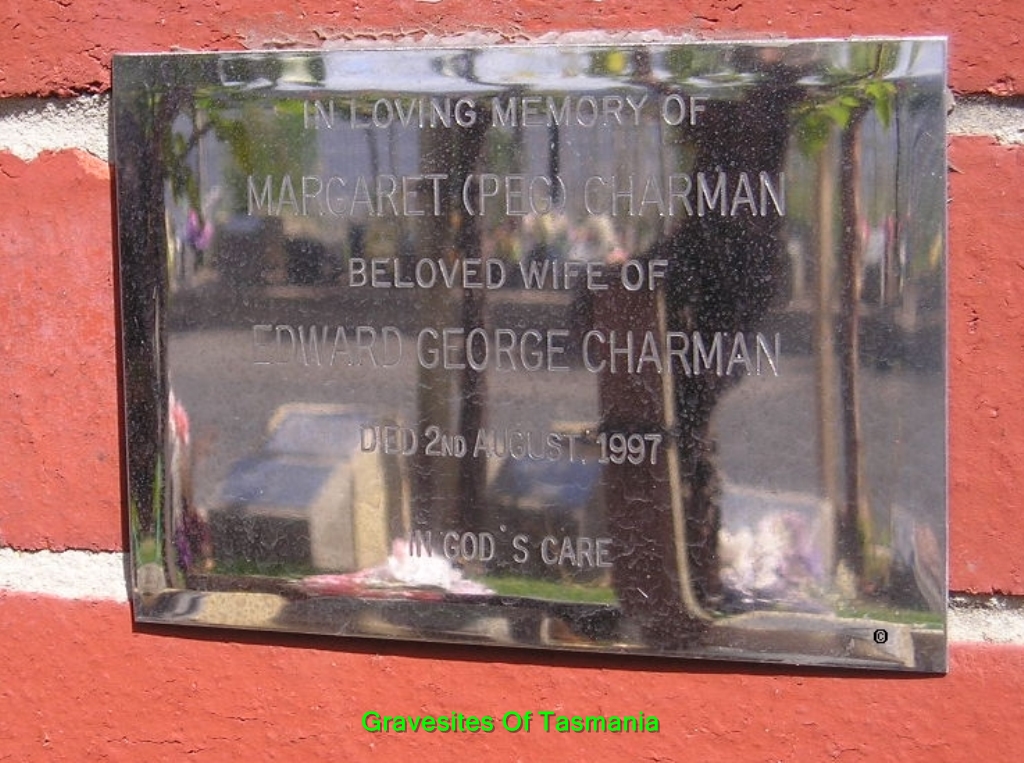 IN LOVING MEMORY OF
MARGARET (PEG) CHARMAN
BELOVED WIFE OF
EDWARD GEORGE CHARMAN
DIED 2ND AUGUST, 1997
IN GOD'S CARE
©
Gravesites Of Tasmania